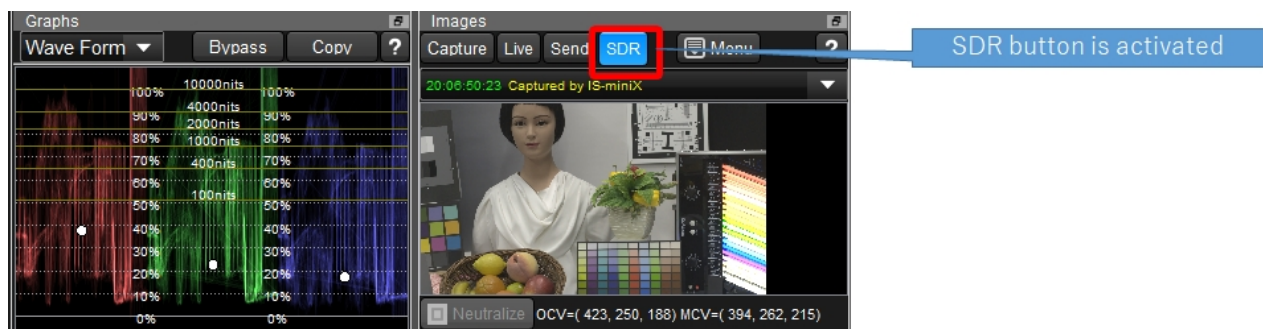 Graphs
Wave Form
Bypass
Copy
?
10000nits
4000nits
2000nits
1000nits
400nits
100nits
100%
90%
80%
70%
60%
50%
40%
30%
20%
10%
0%
100%
90%
80%
70%
60%
50%
40%
30%
20%
10%
0%
Images
Capture
Live
Send
SDR
Menu
?
20:06:50:23 Captured by IS-miniX
Neutralize
OCV=( 423, 250, 188) MCV=( 394, 262, 215)
SDR button is activated